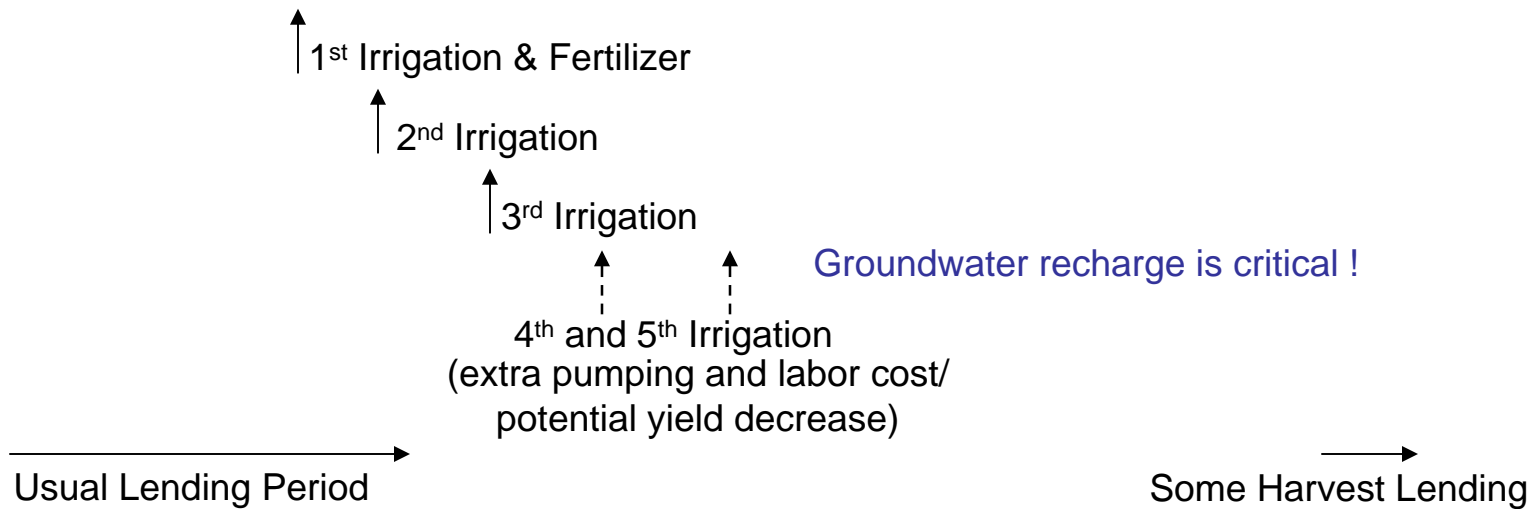 1st Irrigation & Fertilizer
2nd Irrigation
3rd Irrigation
Groundwater recharge is critical !
4th and 5th Irrigation
(extra pumping and labor cost/
potential yield decrease)
Usual Lending Period
Some Harvest Lending